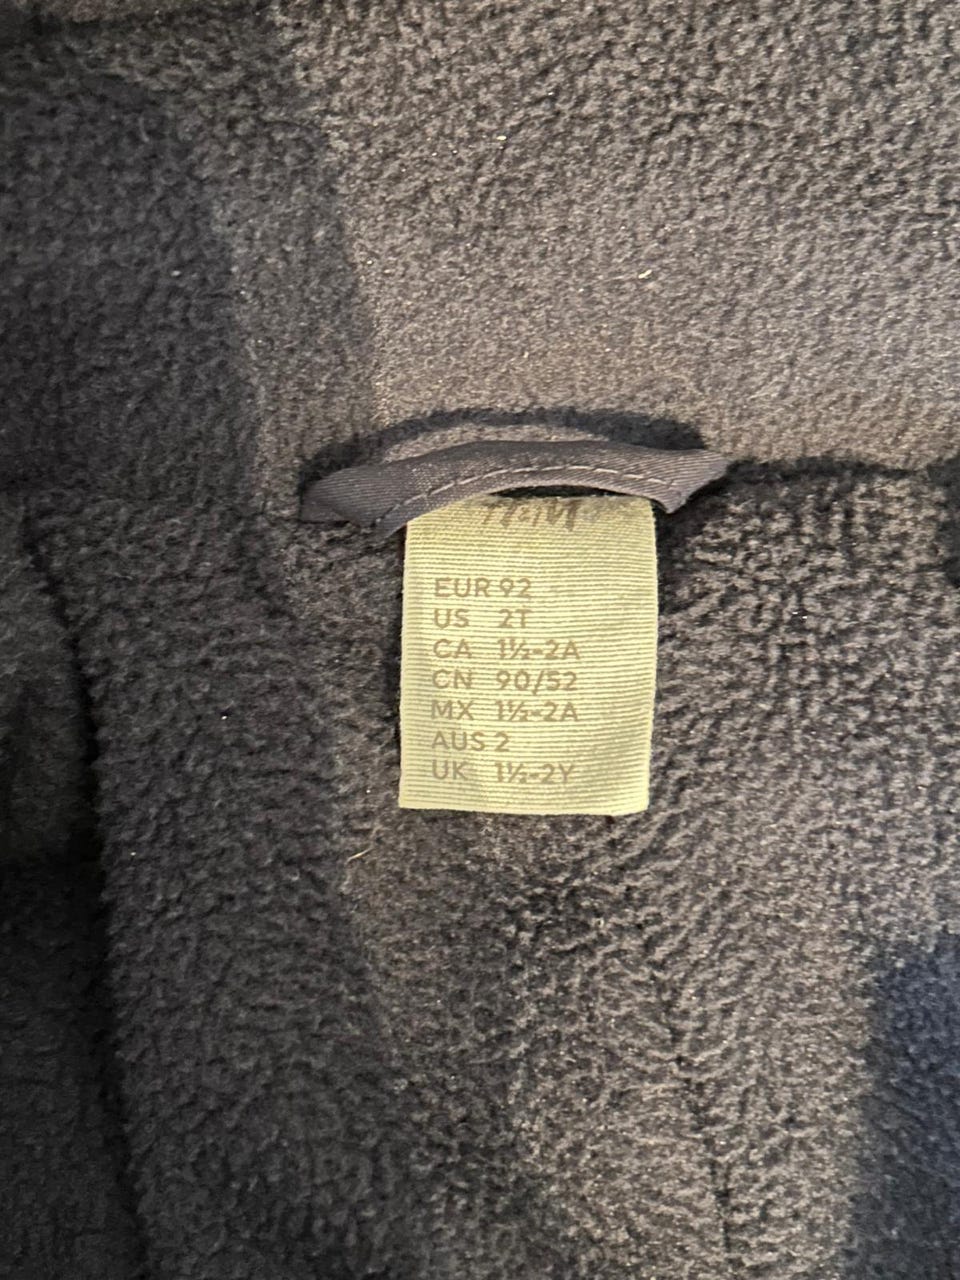 H&M
EUR 92
US 2T
CA 1½-2A
CN 90/52
MX 1½-2A
AUS 2
UK 1½-2Y